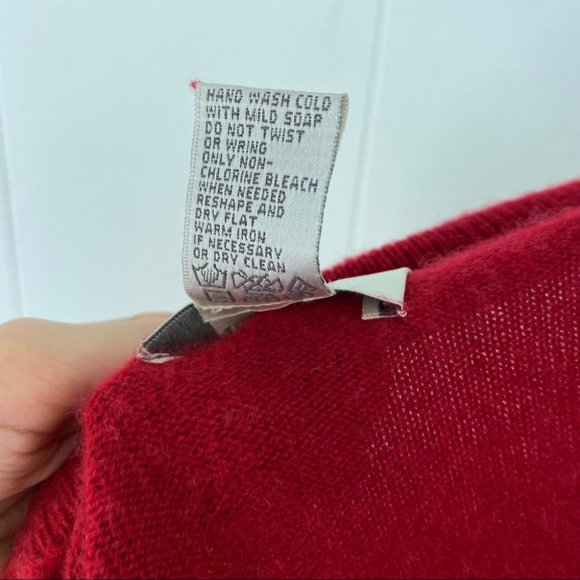 HAND WASH COLD
WITH MILD SOAP
DO NOT TWIST
OR WRING
ONLY NON-
CHLORINE BLEACH
WHEN NEEDED
RESHAPE AND
DRY FLAT
WARM IRON
IF NECESSARY
OR DRY CLEAN